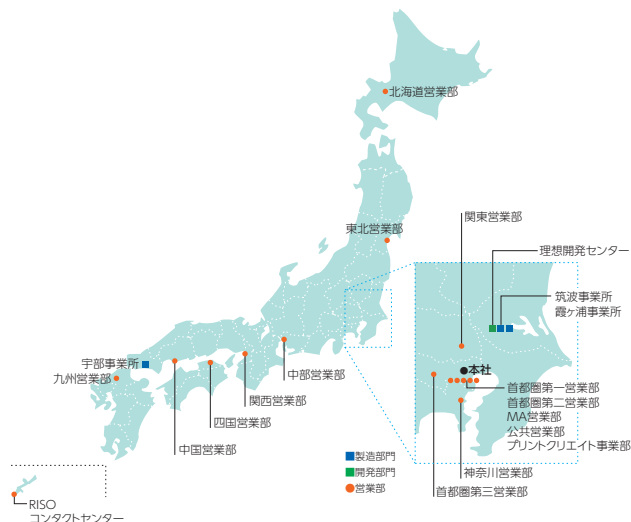 北海道営業部
東北営業部
関東営業部
理想開発センター
筑波事業所
霞ヶ浦事業所
宇部事業所
九州営業部
中部営業部
関西営業部
四国営業部
中国営業部
本社
首都圏第一営業部
首都圏第二営業部
MA営業部
公共営業部
プリントクリエイト事業部
神奈川営業部
首都圏第三営業部
製造部門
開発部門
営業部
RISO
コンタクトセンター